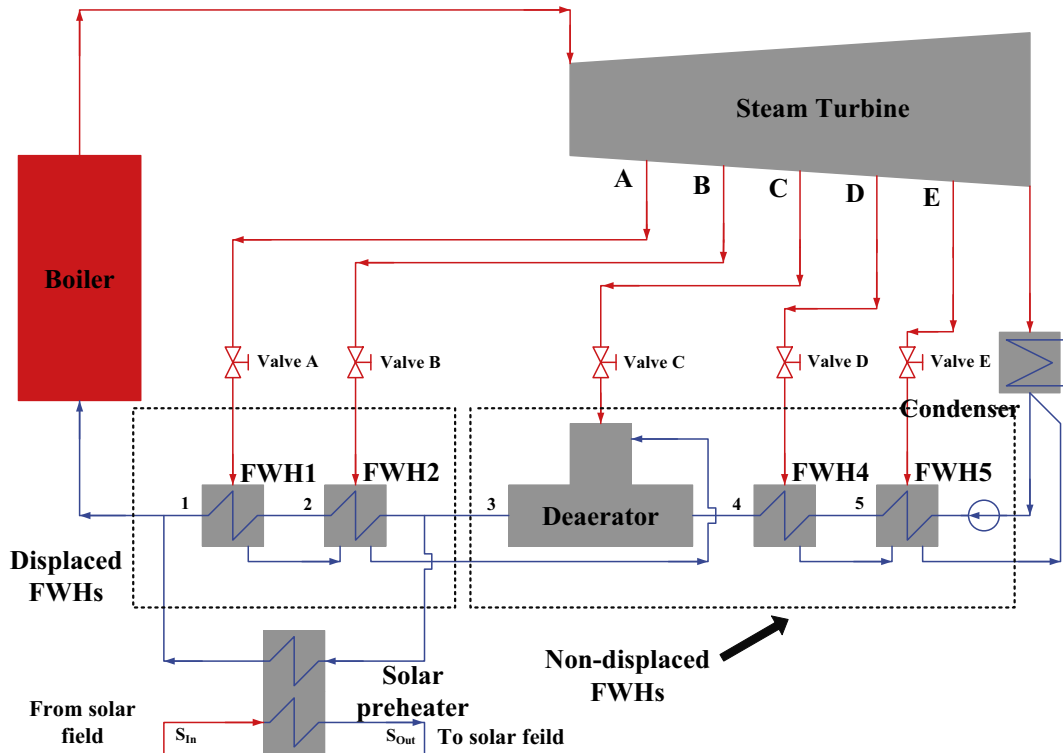 Steam Turbine
A
B
C
D
E
Boiler
Valve A
Valve B
Valve C
Valve D
Valve E
Condenser
FWH1
FWH2
FWH4
FWH5
1
2
3
Deaerator
4
5
Displaced
FWHs
Non-displaced
FWHs
Solar
preheater
From solar
field
SIn
SOut
To solar feild